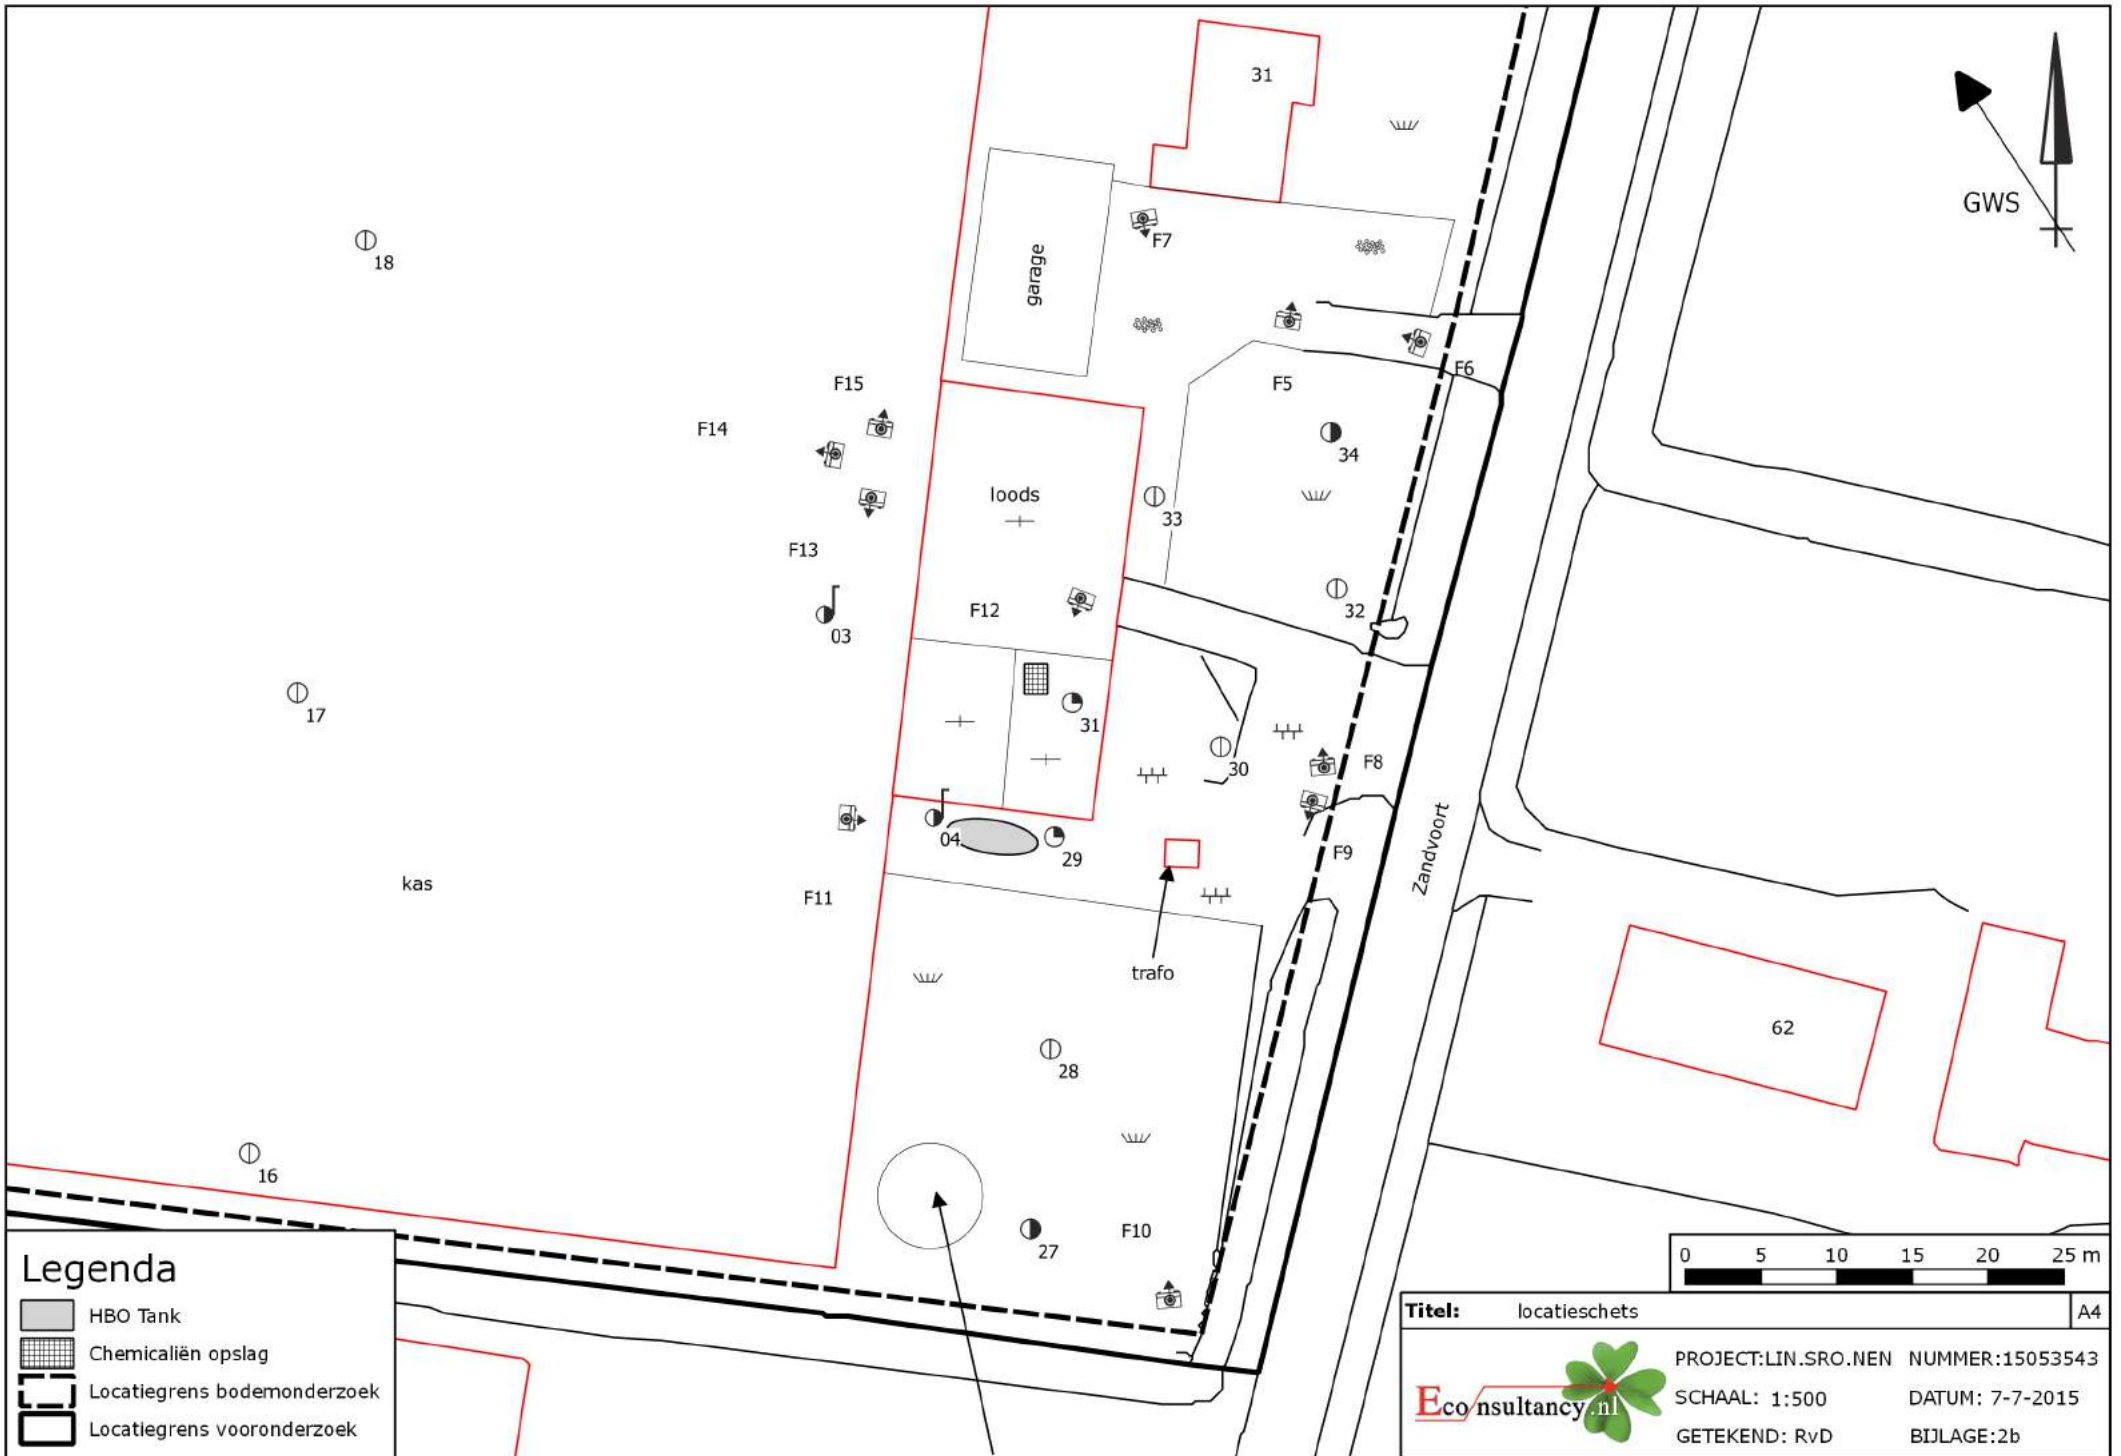 31
GWS
F7
garage
18
F6
F15
F5
F14
34
loods
33
F13
F12
32
03
31
17
30
F8
04
29
F9
Zandvoort
kas
F11
trafo
62
28
16
27
F10
Legenda
HBO Tank
Chemicaliën opslag
Locatiegrens bodemonderzoek
Locatiegrens vooronderzoek
0 5 10 15 20 25 m
Titel: locatieschets A4
Econsultancy.nl
PROJECT:LIN.SRO.NEN NUMMER:15053543
SCHAAL: 1:500 DATUM: 7-7-2015
GETEKEND: RvD BIJLAGE:2b